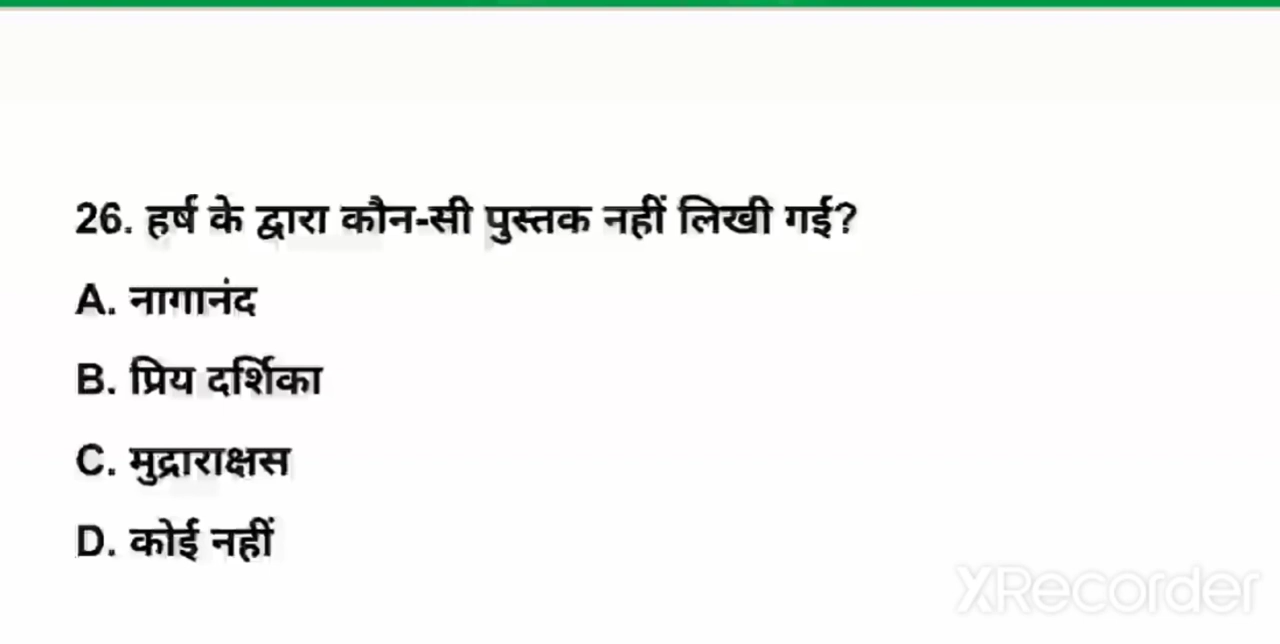 26. हर्ष के द्वारा कौन-सी पुस्तक नहीं लिखी गई?
A. नागानंद
B. प्रिय दर्शिका
C. मुद्राराक्षस
D. कोई नहीं
XRecorder